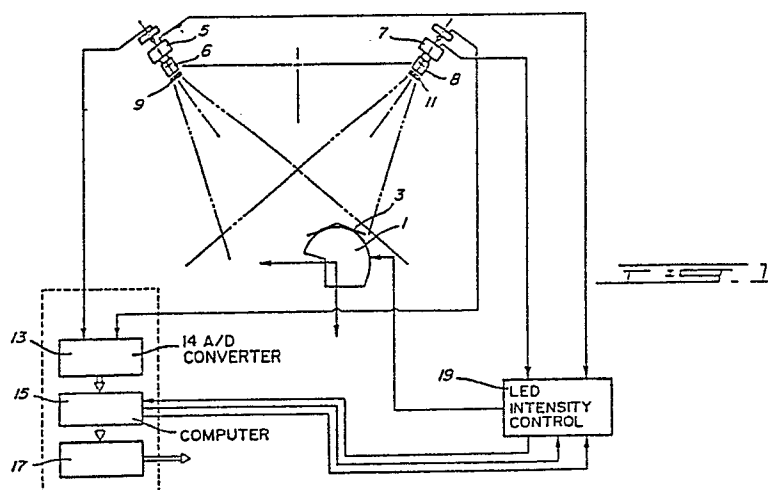 5
6
9
7
8
11
3
1
13
14 A/D
CONVERTER
15
COMPUTER
17
19
LED
INTENSITY
CONTROL